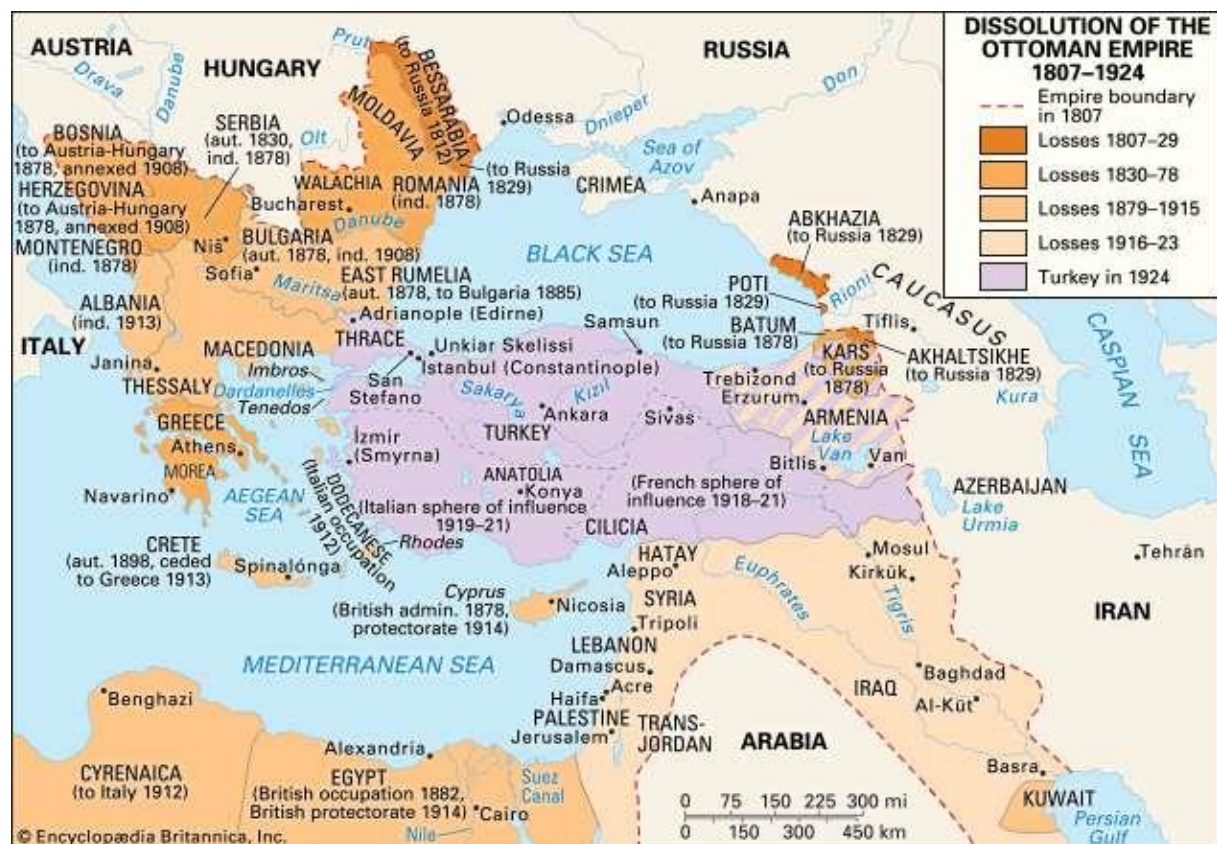 DISSOLUTION OF THE
OTTOMAN EMPIRE
1807–1924
Empire boundary
in 1807
Losses 1807–29
Losses 1830–78
Losses 1879–1915
Losses 1916–23
Turkey in 1924
AUSTRIA
Drava
Danube
HUNGARY
Prut
BESSARABIA
(to Russia 1812)
MOLDAVIA
RUSSIA
Don
Dnieper
Odessa
Sea of
Azov
CRIMEA
Anapa
BOSNIA
(to Austria-Hungary
1878, annexed 1908)
HERZEGOVINA
(to Austria-Hungary
1878, annexed 1908)
MONTENEGRO
(ind. 1878)
SERBIA
(aut. 1830,
ind. 1878)
Olt
WALACHIA
Bucharest
Danube
ROMANIA
(ind. 1878)
(to Russia
1829)
Niš
Sofia
BULGARIA
(aut. 1878, ind. 1908)
Maritsa
EAST RUMELIA
(aut. 1878, to Bulgaria 1885)
Adrianople (Edirne)
BLACK SEA
ABKHAZIA
(to Russia 1829)
POTI
(to Russia 1829)
Rioni
CAUCASUS
BATUM
(to Russia 1878)
Tiflis
KARS
(to Russia
1878)
AKHALTSIKHE
(to Russia 1829)
Kura
CASPIAN
SEA
ALBANIA
(ind. 1913)
ITALY
Janina
THESSALY
MACEDONIA
Imbros
Dardanelles
Tenedos
THRACE
San
Stefano
Unkiar Skelissi
Istanbul (Constantinople)
Samsun
Sakarya
Kızıl
Ankara
Sivas
TURKEY
Trebizond
Erzurum
ARMENIA
Lake
Van
Bitlis
Van
GREECE
Athens
MOREA
Navarino
AEGEAN
SEA
İzmir
(Smyrna)
ANATOLIA
Konya
(Italian sphere of influence
1919–21)
(French sphere of
influence 1918–21)
CILICIA
DODECANESE
(Italian occupation
1912)
Rhodes
AZERBAIJAN
Lake
Urmia
Tehrān
CRETE
(aut. 1898, ceded
to Greece 1913)
Spinalónga
Cyprus
(British admin. 1878,
protectorate 1914)
Nicosia
HATAY
Aleppo
SYRIA
Tripoli
LEBANON
Damascus
Acre
Haifa
PALESTINE
Jerusalem
TRANS-
JORDAN
Euphrates
Mosul
Kirkūk
Tigris
IRAN
Baghdad
IRAQ
Al-Kūt
ARABIA
Basra
KUWAIT
Persian
Gulf
MEDITERRANEAN SEA
Benghazi
CYRENAICA
(to Italy 1912)
Alexandria
EGYPT
(British occupation 1882,
British protectorate 1914)
Cairo
Nile
Suez
Canal
0 75 150 225 300 mi
0 150 300 450 km
© Encyclopædia Britannica, Inc.